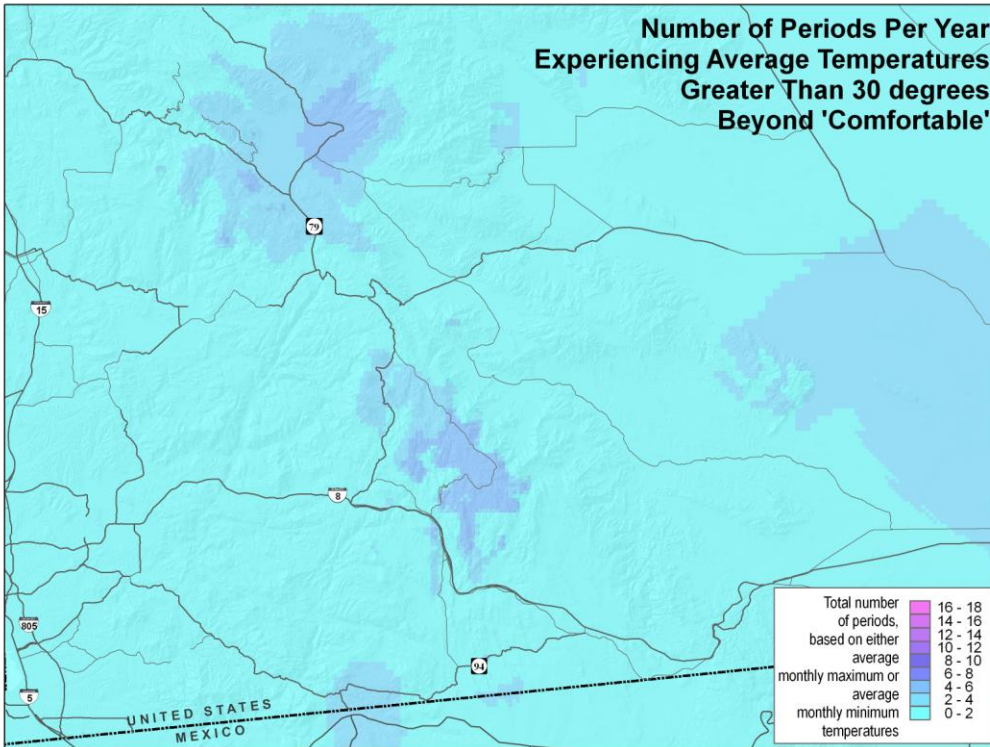 Number of Periods Per Year
Experiencing Average Temperatures
Greater Than 30 degrees
Beyond 'Comfortable'
79
15
8
805
94
5
UNITED STATES
MEXICO
Total number
of periods,
based on either
average
monthly maximum or
average
monthly minimum
temperatures
16 - 18
14 - 16
12 - 14
10 - 12
8 - 10
6 - 8
4 - 6
2 - 4
0 - 2